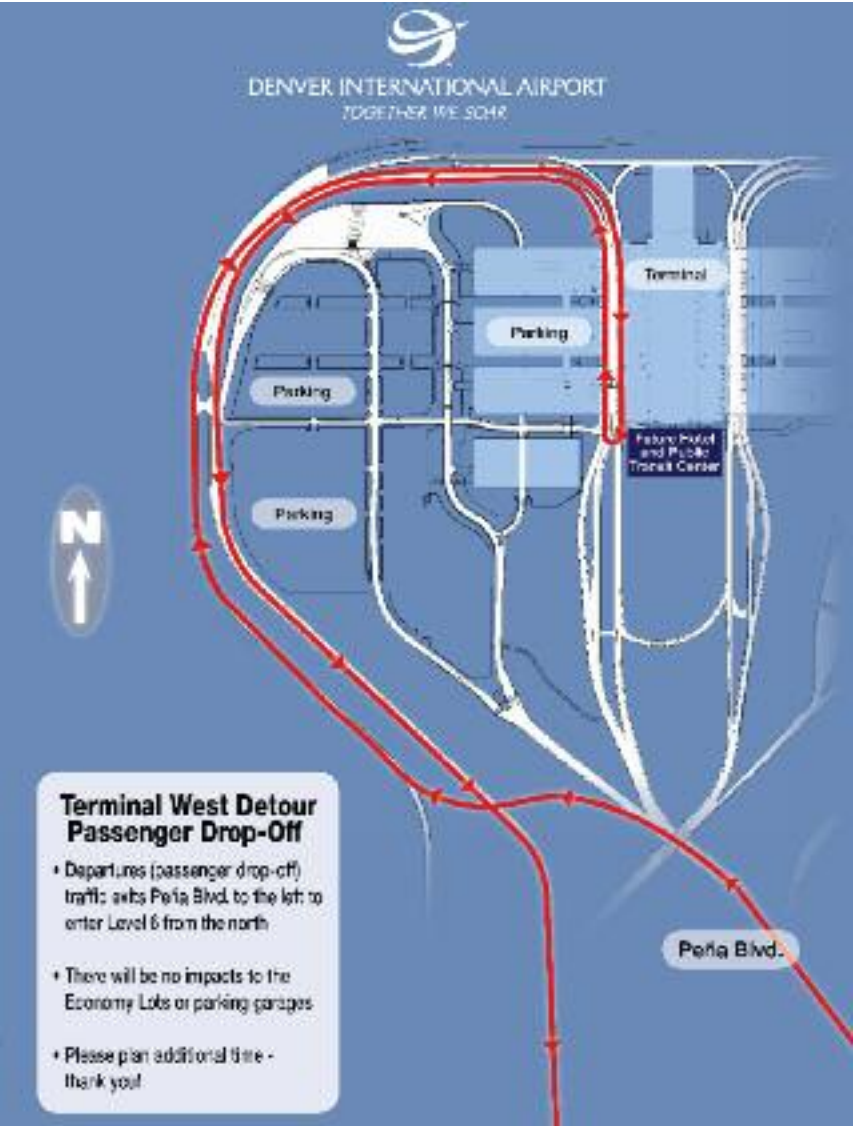 DENVER INTERNATIONAL AIRPORT
TOGETHER WE SOAR
Terminal
Parking
Parking
Future Hotel
and Public
Transit Center
Parking
N
Terminal West Detour
Passenger Drop-Off
• Departures (passenger drop-off)
traffic exits Peña Blvd. to the left to
enter Level 6 from the north
• There will be no impacts to the
Economy Lots or parking garages
• Please plan additional time -
thank you!
Peña Blvd.